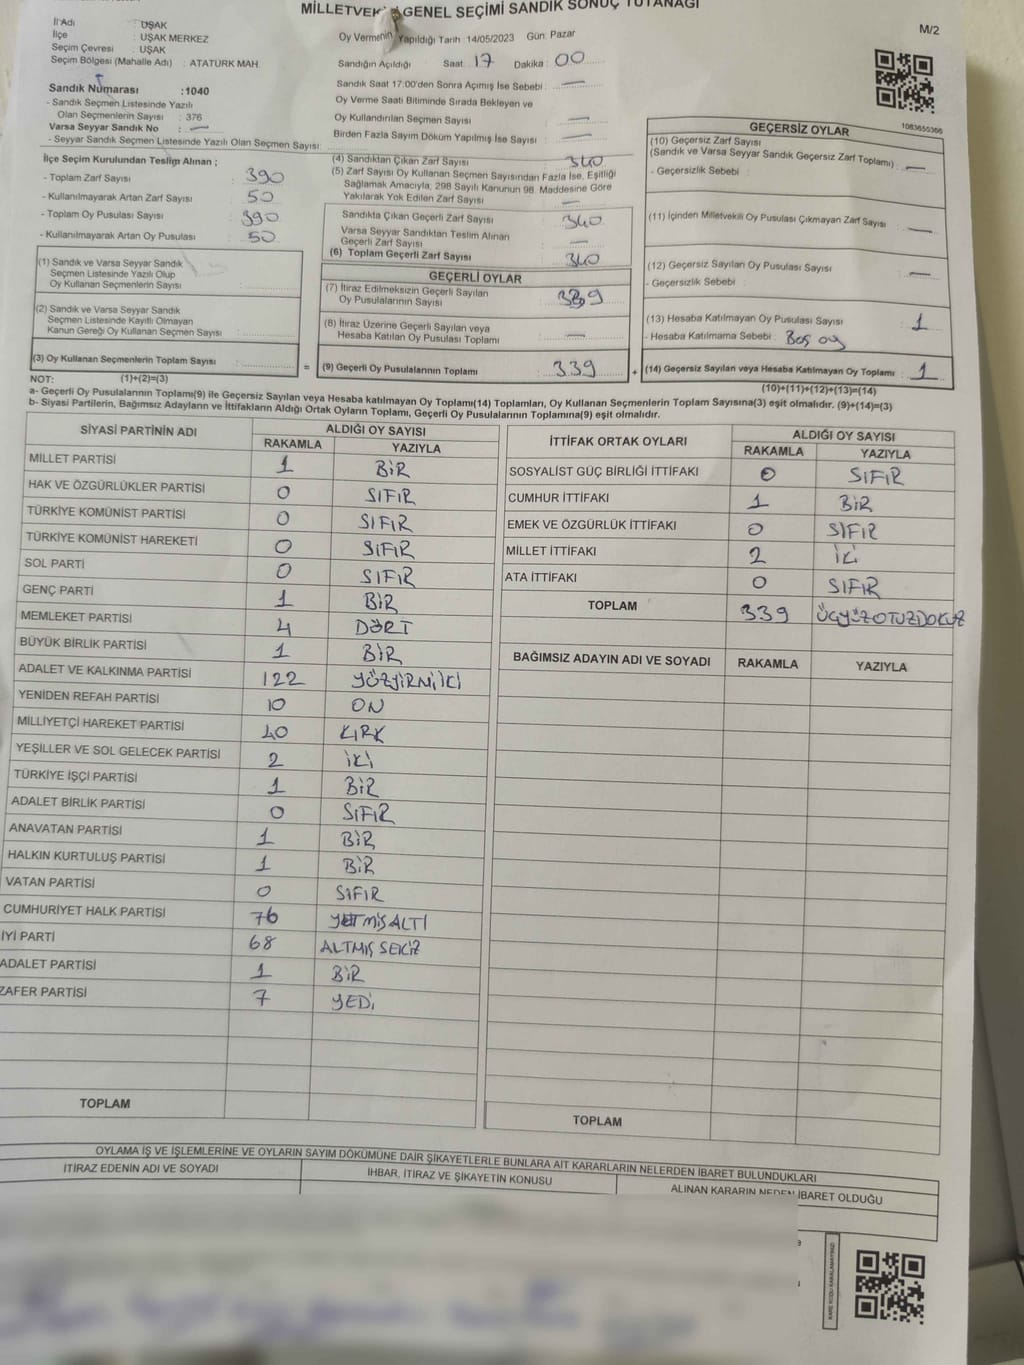 MİLLETVEKİLİ GENEL SEÇİMİ SANDIK SONUÇ TUTANAĞI
M/2
İl Adı : UŞAK
İlçe : UŞAK MERKEZ
Seçim Çevresi : UŞAK
Seçim Bölgesi (Mahalle Adı) : ATATÜRK MAH.
Sandık Numarası :1040
- Sandık Seçmen Listesinde Yazılı
Olan Seçmenlerin Sayısı : 376
Varsa Seyyar Sandık No : —
- Seyyar Sandık Seçmen Listesinde Yazılı Olan Seçmen Sayısı:
Oy Vermenin Yapıldığı Tarih :14/05/2023 Gün: Pazar
Sandığın Açıldığı Saat: 17 Dakika: 00
Sandık Saat 17:00'den Sonra Açılmış İse Sebebi : —
Oy Verme Saati Bitiminde Sırada Bekleyen ve
Oy Kullandırılan Seçmen Sayısı : —
Birden Fazla Sayım Döküm Yapılmış İse Sayısı : —
1083655366
İlçe Seçim Kurulundan Teslim Alınan ;
- Toplam Zarf Sayısı : 390
- Kullanılmayarak Artan Zarf Sayısı : 50
- Toplam Oy Pusulası Sayısı : 390
- Kullanılmayarak Artan Oy Pusulası : 50
(1) Sandık ve Varsa Seyyar Sandık
Seçmen Listesinde Yazılı Olup
Oy Kullanan Seçmenlerin Sayısı :
(2) Sandık ve Varsa Seyyar Sandık
Seçmen Listesinde Kayıtlı Olmayan
Kanun Gereği Oy Kullanan Seçmen Sayısı :
(3) Oy Kullanan Seçmenlerin Toplam Sayısı :
(1)+(2)=(3)
(4) Sandıktan Çıkan Zarf Sayısı : 340
(5) Zarf Sayısı Oy Kullanan Seçmen Sayısından Fazla İse, Eşitliği
Sağlamak Amacıyla; 298 Sayılı Kanunun 98. Maddesine Göre
Yakılarak Yok Edilen Zarf Sayısı : —
Sandıkta Çıkan Geçerli Zarf Sayısı : 340
Varsa Seyyar Sandıktan Teslim Alınan
Geçerli Zarf Sayısı : —
(6) Toplam Geçerli Zarf Sayısı : 340
GEÇERLİ OYLAR
(7) İtiraz Edilmeksizin Geçerli Sayılan
Oy Pusulalarının Sayısı : 339
(8) İtiraz Üzerine Geçerli Sayılan veya
Hesaba Katılan Oy Pusulası Toplamı : —
= (9) Geçerli Oy Pusulalarının Toplamı : 339 +
GEÇERSİZ OYLAR
(10) Geçersiz Zarf Sayısı
(Sandık ve Varsa Seyyar Sandık Geçersiz Zarf Toplamı) : —
- Geçersizlik Sebebi :
(11) İçinden Milletvekili Oy Pusulası Çıkmayan Zarf Sayısı : —
(12) Geçersiz Sayılan Oy Pusulası Sayısı : —
- Geçersizlik Sebebi :
(13) Hesaba Katılmayan Oy Pusulası Sayısı : 1
- Hesaba Katılmama Sebebi : Boş oy
(14) Geçersiz Sayılan veya Hesaba Katılmayan Oy Toplamı : 1
(10)+(11)+(12)+(13)=(14)
NOT:
a- Geçerli Oy Pusulalarının Toplamı(9) ile Geçersiz Sayılan veya Hesaba katılmayan Oy Toplamı(14) Toplamları, Oy Kullanan Seçmenlerin Toplam Sayısına(3) eşit olmalıdır. (9)+(14)=(3)
b- Siyasi Partilerin, Bağımsız Adayların ve İttifakların Aldığı Ortak Oyların Toplamı, Geçerli Oy Pusulalarının Toplamına(9) eşit olmalıdır.
SİYASİ PARTİNİN ADI ALDIĞI OY SAYISI
RAKAMLA YAZIYLA
MİLLET PARTİSİ 1 BİR
HAK VE ÖZGÜRLÜKLER PARTİSİ 0 SIFIR
TÜRKİYE KOMÜNİST PARTİSİ 0 SIFIR
TÜRKİYE KOMÜNİST HAREKETİ 0 SIFIR
SOL PARTİ 0 SIFIR
GENÇ PARTİ 1 BİR
MEMLEKET PARTİSİ 4 DÖRT
BÜYÜK BİRLİK PARTİSİ 1 BİR
ADALET VE KALKINMA PARTİSİ 122 YÜZYİRMİİKİ
YENİDEN REFAH PARTİSİ 10 ON
MİLLİYETÇİ HAREKET PARTİSİ 40 KIRK
YEŞİLLER VE SOL GELECEK PARTİSİ 2 İKİ
TÜRKİYE İŞÇİ PARTİSİ 1 BİR
ADALET BİRLİK PARTİSİ 0 SIFIR
ANAVATAN PARTİSİ 1 BİR
HALKIN KURTULUŞ PARTİSİ 1 BİR
VATAN PARTİSİ 0 SIFIR
CUMHURİYET HALK PARTİSİ 76 YETMİŞALTI
İYİ PARTİ 68 ALTMIŞ SEKİZ
ADALET PARTİSİ 1 BİR
ZAFER PARTİSİ 7 YEDİ
TOPLAM
İTTİFAK ORTAK OYLARI ALDIĞI OY SAYISI
RAKAMLA YAZIYLA
SOSYALİST GÜÇ BİRLİĞİ İTTİFAKI 0 SIFIR
CUMHUR İTTİFAKI 1 BİR
EMEK VE ÖZGÜRLÜK İTTİFAKI 0 SIFIR
MİLLET İTTİFAKI 2 İKİ
ATA İTTİFAKI 0 SIFIR
TOPLAM 339 ÜÇYÜZOTUZDOKUZ
BAĞIMSIZ ADAYIN ADI VE SOYADI RAKAMLA YAZIYLA
TOPLAM
OYLAMA İŞ VE İŞLEMLERİNE VE OYLARIN SAYIM DÖKÜMÜNE DAİR ŞİKAYETLERLE BUNLARA AİT KARARLARIN NELERDEN İBARET BULUNDUKLARI
İTİRAZ EDENİN ADI VE SOYADI İHBAR, İTİRAZ VE ŞİKAYETİN KONUSU ALINAN KARARIN NEDEN İBARET OLDUĞU
KARE KODU KARALAMAYINIZ!